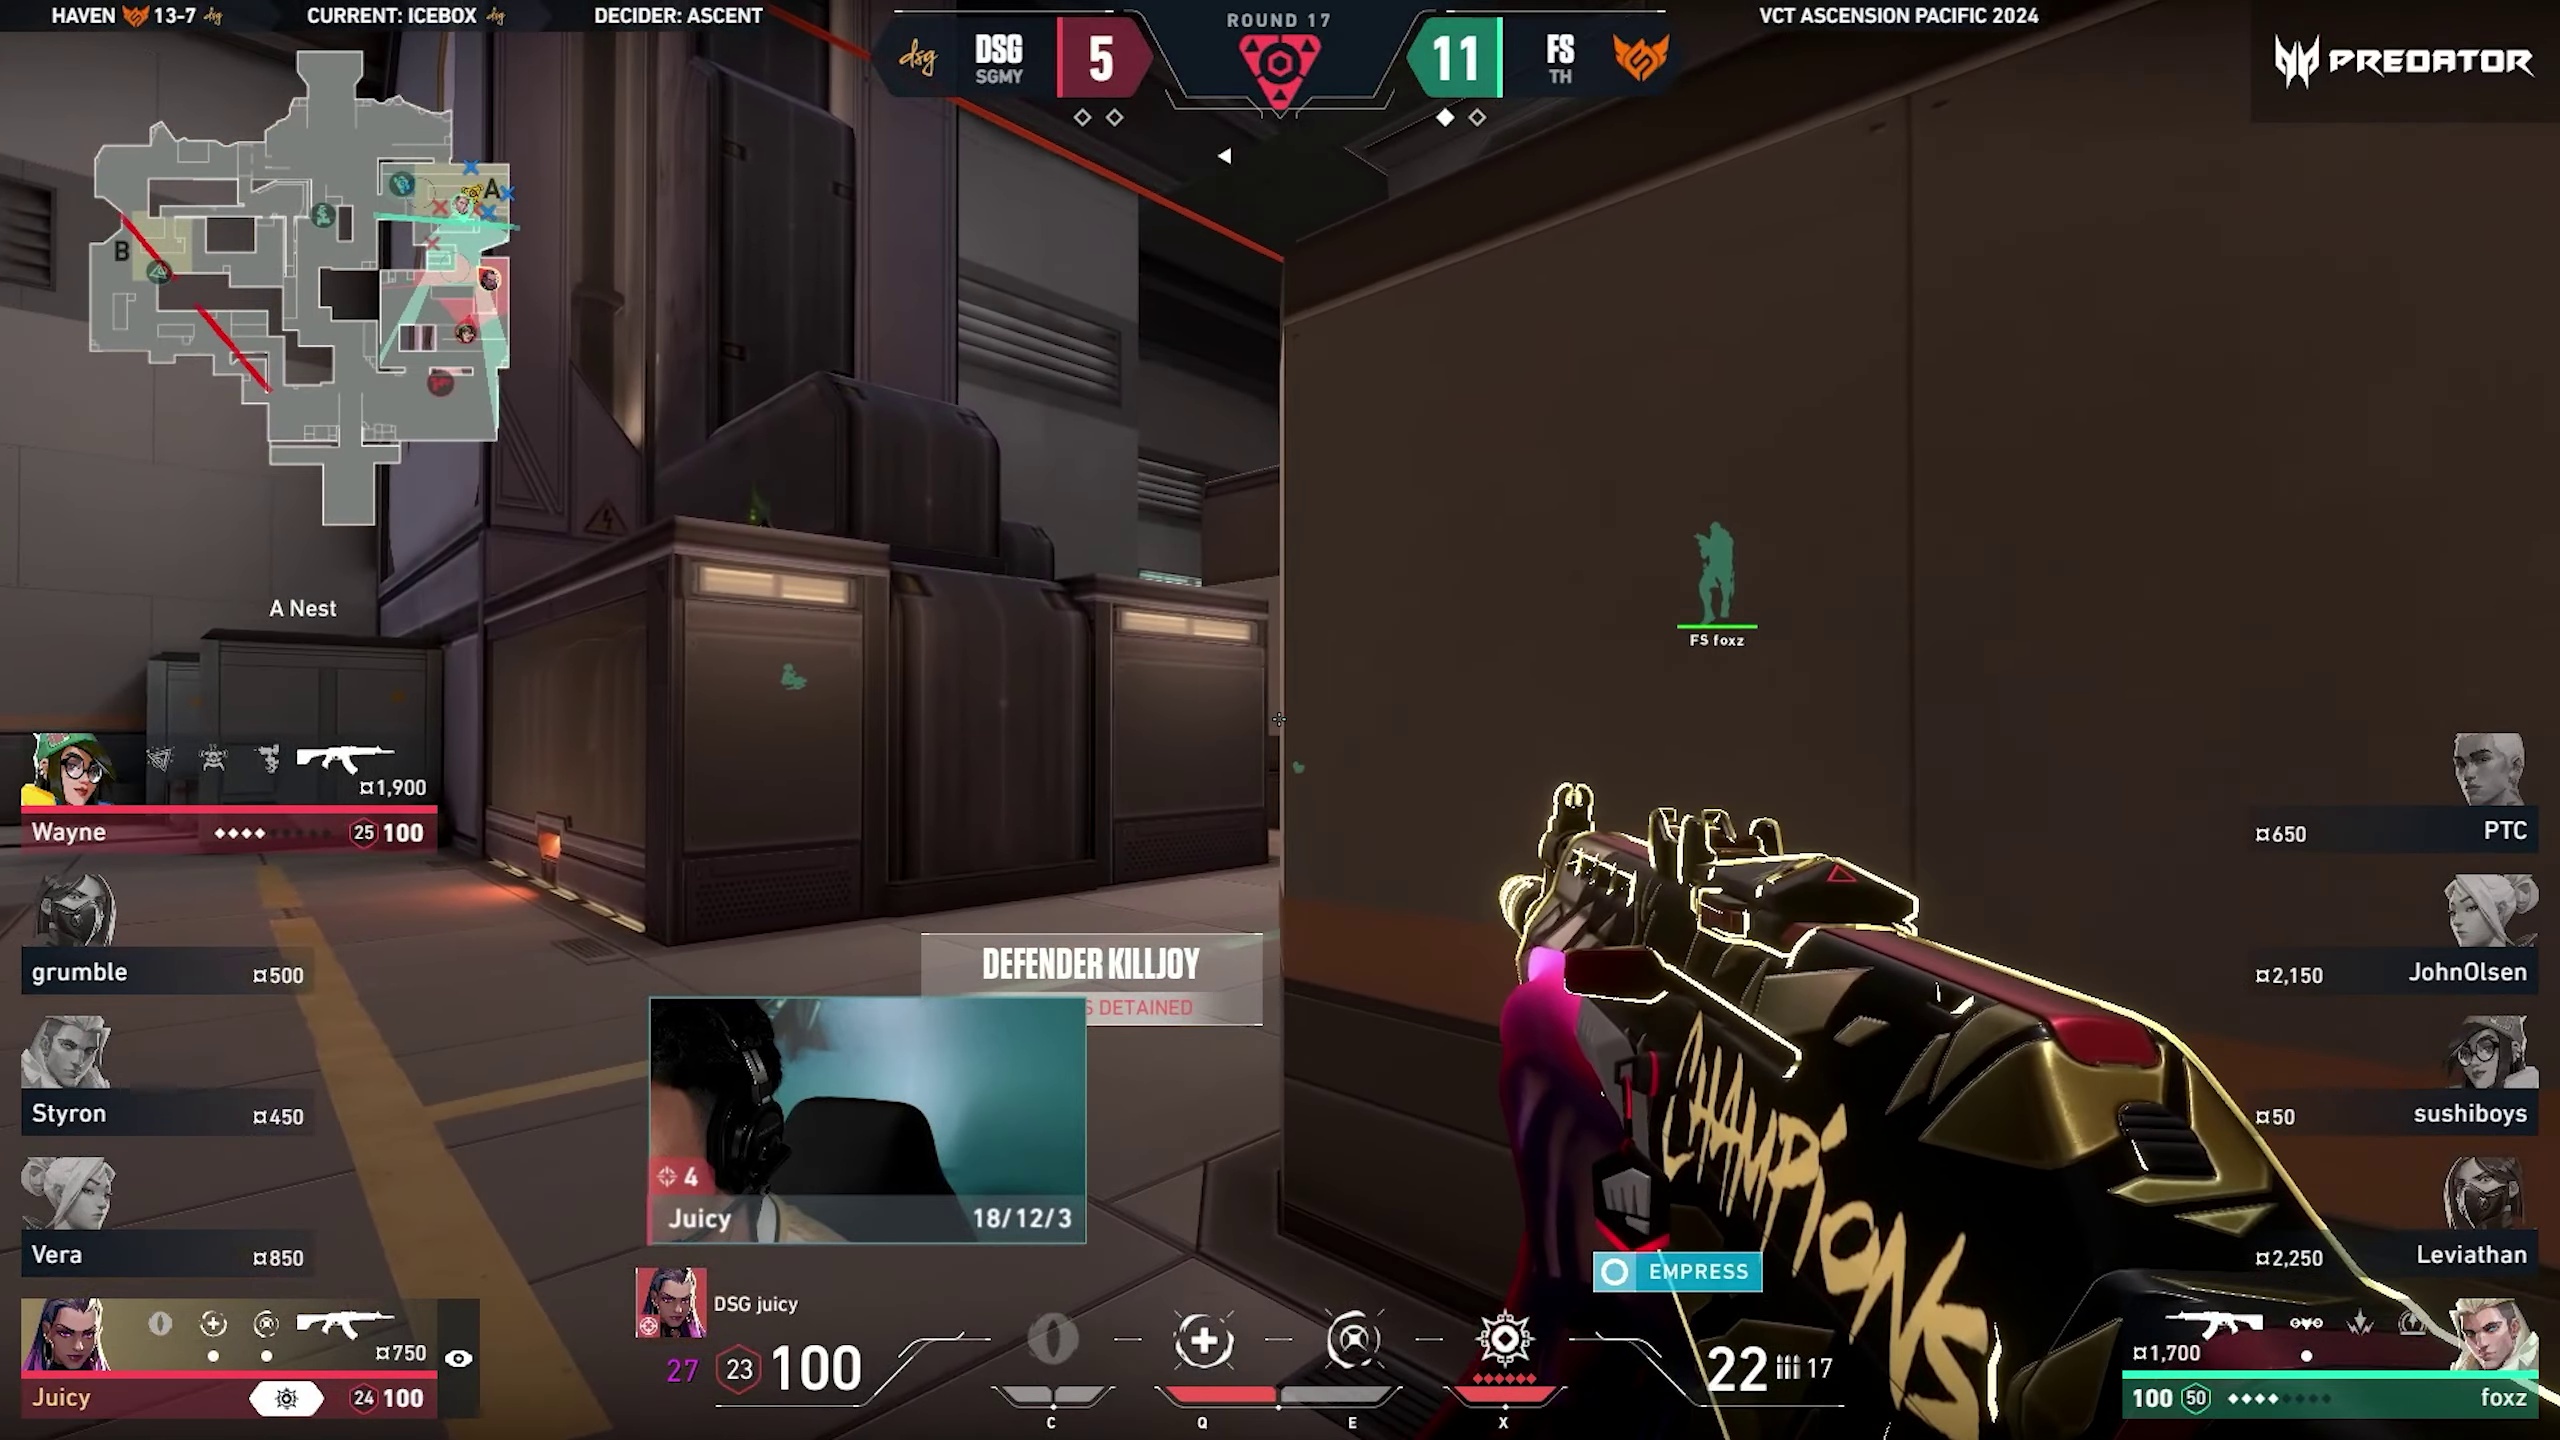 HAVEN 13-7 dsg
CURRENT: ICEBOX dsg
DECIDER: ASCENT
dsg
DSG
SGMY
5
ROUND 17
11
FS
TH
VCT ASCENSION PACIFIC 2024
PREDATOR
A
B
A Nest
FS foxz
¤1,900
Wayne
25 100
grumble
¤500
Styron
¤450
Vera
¤850
¤750
Juicy
24 100
DEFENDER KILLJOY
S DETAINED
4
Juicy
18/12/3
DSG juicy
27
23
100
C
Q
E
X
EMPRESS
22
17
CHAMPIONS
¤650
PTC
¤2,150
JohnOlsen
¤50
sushiboys
¤2,250
Leviathan
¤1,700
100 50
foxz